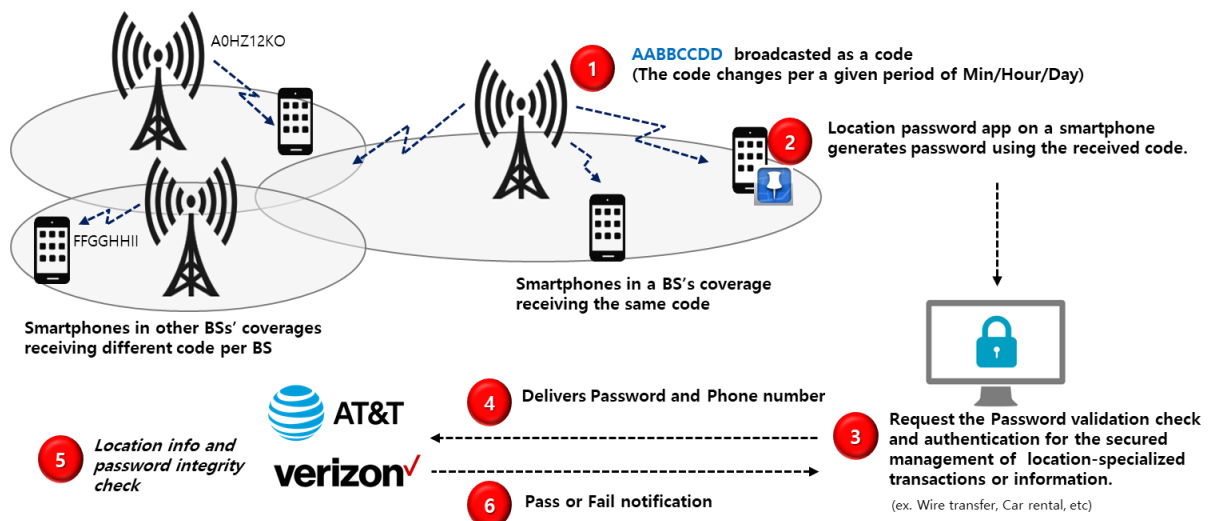 A0HZ12KO
1
AABBCCDD broadcasted as a code
(The code changes per a given period of Min/Hour/Day)
2
Location password app on a smartphone
generates password using the received code.
FFGGHHII
Smartphones in a BS's coverage
receiving the same code
Smartphones in other BSs' coverages
receiving different code per BS
AT&T
verizon
4
Delivers Password and Phone number
3
Request the Password validation check
and authentication for the secured
management of location-specialized
transactions or information.
(ex. Wire transfer, Car rental, etc)
5
Location info and
password integrity
check
6
Pass or Fail notification